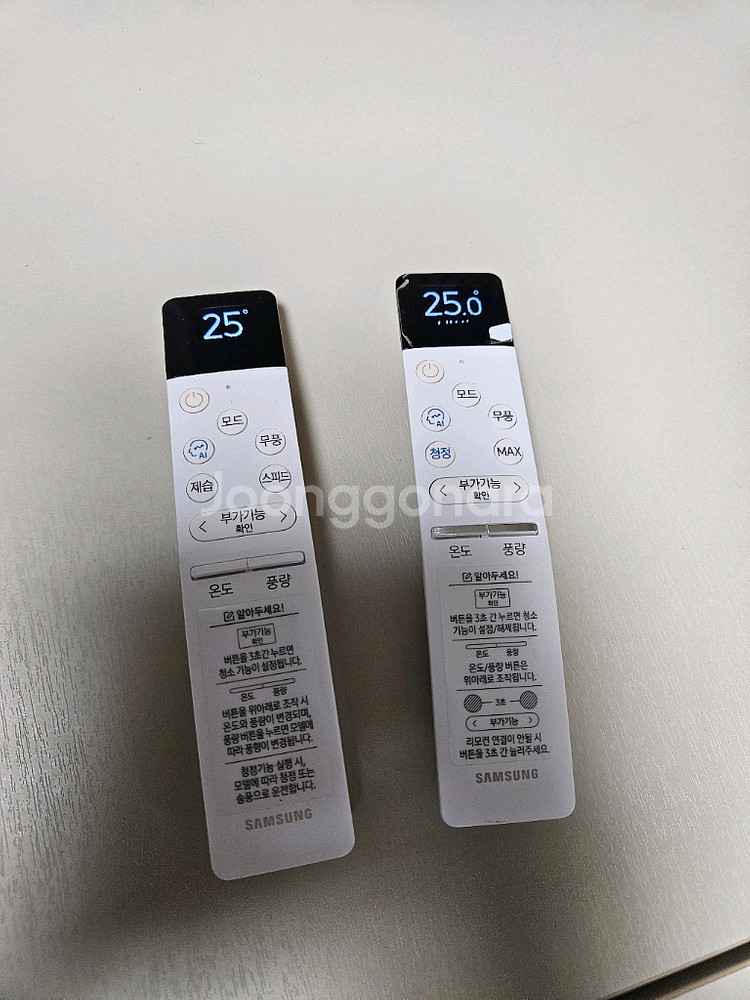 25°
모드
AI
무풍
제습
스피드
< 부가기능 >
확인
온도 풍량
알아두세요!
부가기능
확인
버튼을 3초간 누르면
청소 기능이 설정됩니다.
온도 풍량
버튼을 위아래로 조작 시
온도와 풍량이 변경되며,
풍량 버튼을 누르면 모델에
따라 풍향이 변경됩니다.
청정기능 실행 시,
모델에 따라 청정 또는
송풍으로 운전합니다.
SAMSUNG
25.0°
모드
AI
무풍
청정
MAX
< 부가기능 >
확인
온도 풍량
알아두세요!
부가기능
확인
버튼을 3초 간 누르면 청소
기능이 설정/해제됩니다.
온도 풍량
온도/풍량 버튼은
위아래로 조작됩니다.
3초
< 부가기능 >
리모컨 연결이 안될 시
버튼을 3초 간 눌러주세요.
SAMSUNG
Joonggonara